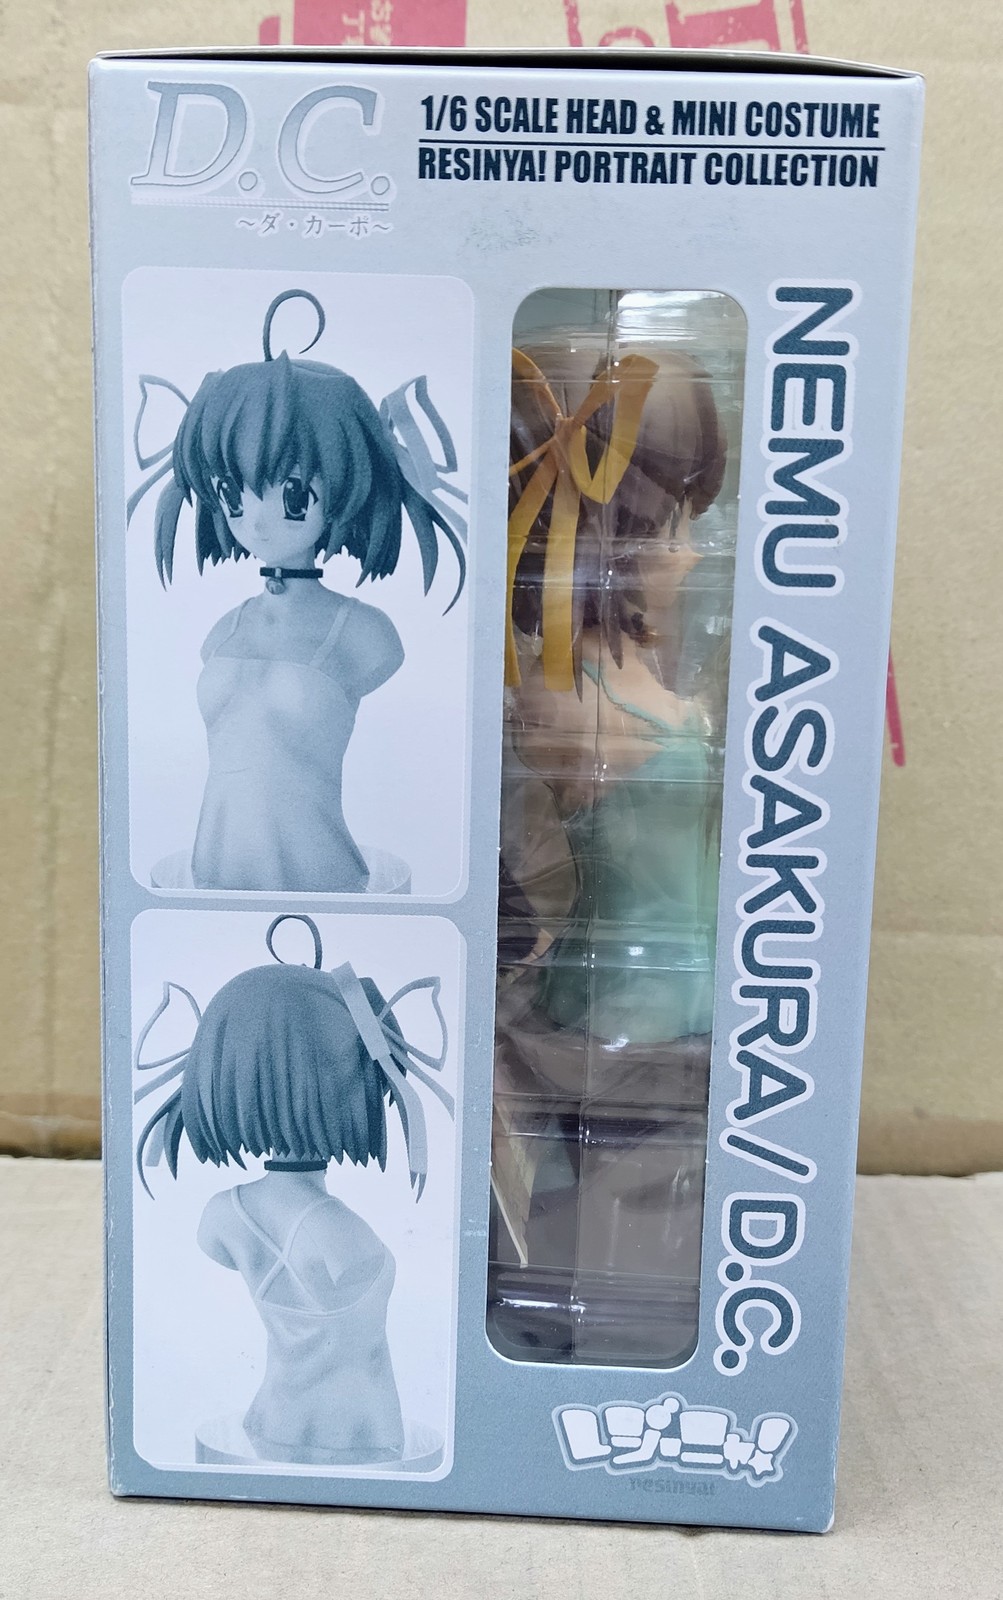 D.C.
～ダ・カーポ～
1/6 SCALE HEAD & MINI COSTUME
RESINYA! PORTRAIT COLLECTION
NEMU ASAKURA/D.C.
レジーニャ!
resinya!